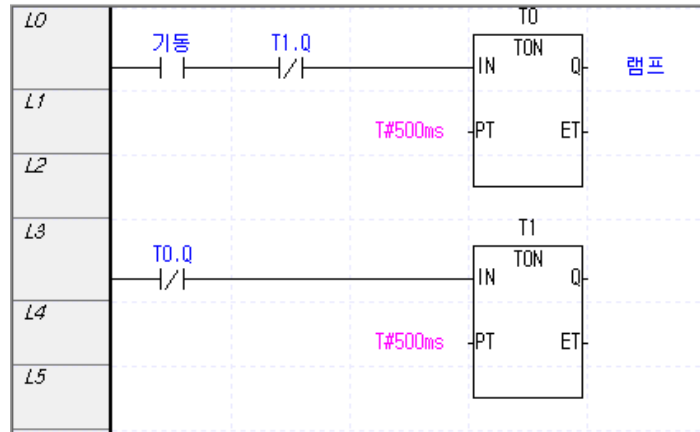 L0
T0
기동 T1.Q
TON
IN Q 램프
L1
T#500ms PT ET
L2
L3
T1
T0.Q
TON
IN Q
L4
T#500ms PT ET
L5